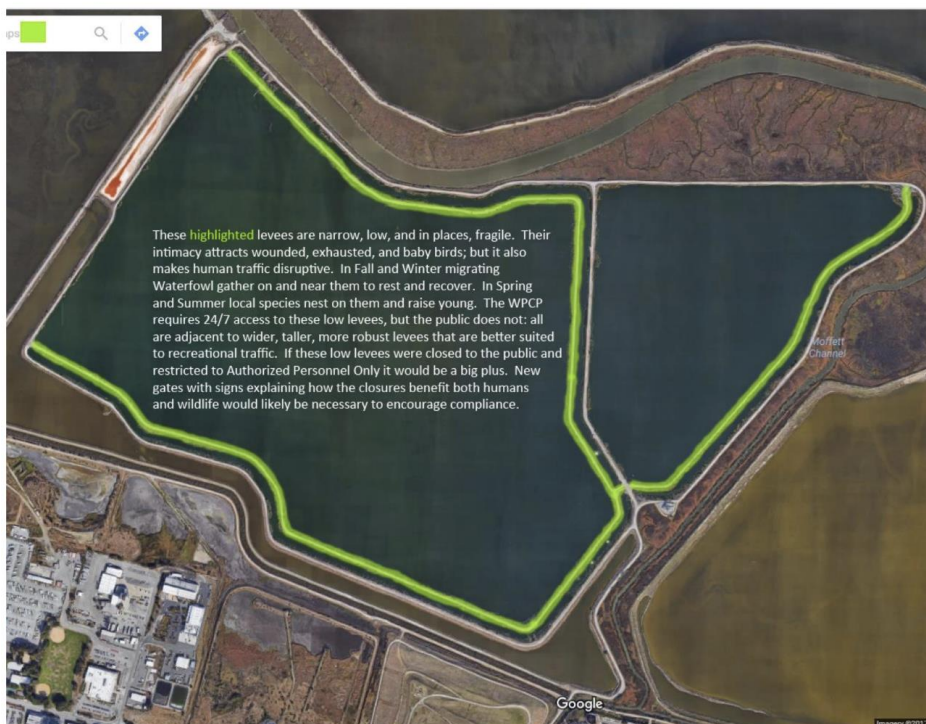 ps
These highlighted levees are narrow, low, and in places, fragile. Their
intimacy attracts wounded, exhausted, and baby birds; but it also
makes human traffic disruptive. In Fall and Winter migrating
Waterfowl gather on and near them to rest and recover. In Spring
and Summer local species nest on them and raise young. The WPCP
requires 24/7 access to these low levees, but the public does not: all
are adjacent to wider, taller, more robust levees that are better suited
to recreational traffic. If these low levees were closed to the public and
restricted to Authorized Personnel Only it would be a big plus. New
gates with signs explaining how the closures benefit both humans
and wildlife would likely be necessary to encourage compliance.
Moffett
Channel
Google